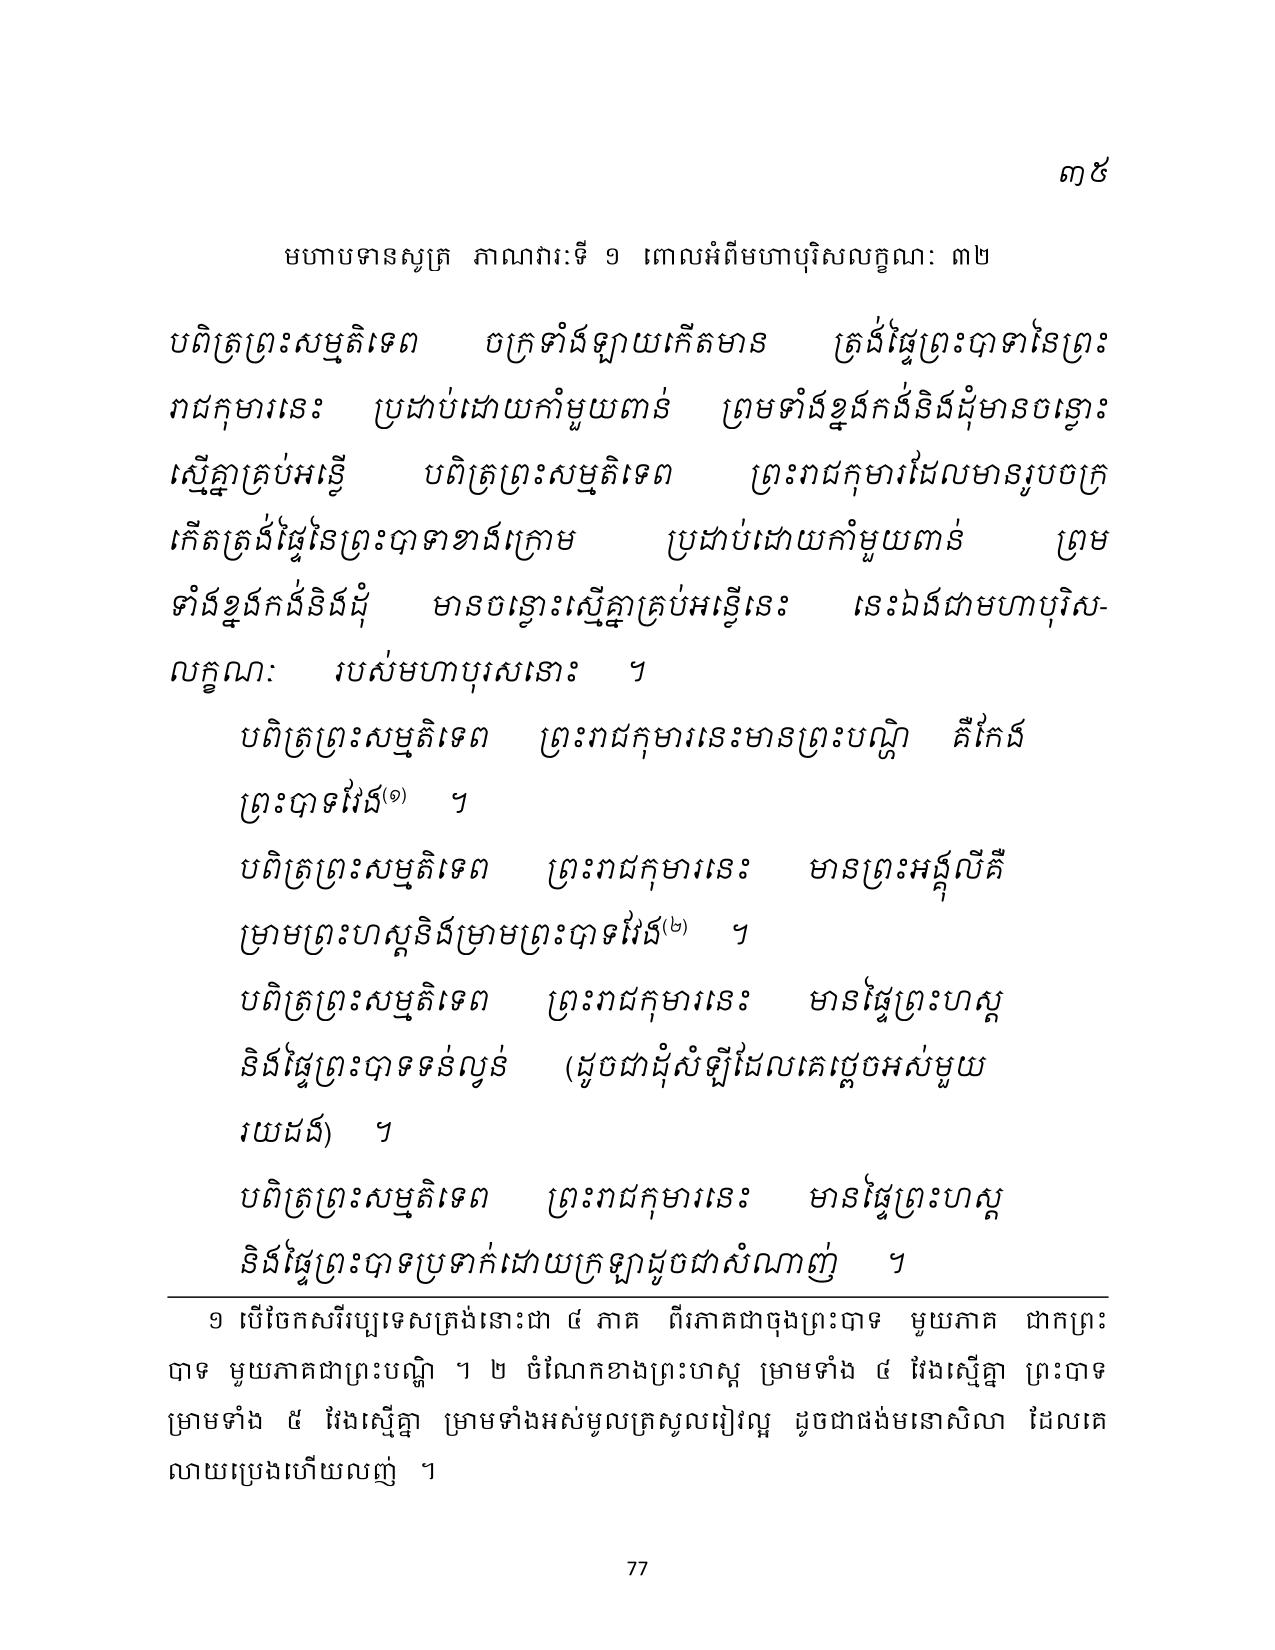 ៣៥
មហាបទានសូត្រ ភាណវារៈទី ១ ពោលអំពីមហាបុរិសលក្ខណៈ ៣២
បពិត្រព្រះសម្មតិទេព ចក្រទាំងឡាយកើតមាន ត្រង់ផ្ទៃព្រះបាទានៃព្រះ
រាជកុមារនេះ ប្រដាប់ដោយកាំមួយពាន់ ព្រមទាំងខ្នងកង់និងដុំមានចន្លោះ
ស្មើគ្នាគ្រប់អន្លើ បពិត្រព្រះសម្មតិទេព ព្រះរាជកុមារដែលមានរូបចក្រ
កើតត្រង់ផ្ទៃនៃព្រះបាទាខាងក្រោម ប្រដាប់ដោយកាំមួយពាន់ ព្រម
ទាំងខ្នងកង់និងដុំ មានចន្លោះស្មើគ្នាគ្រប់អន្លើនេះ នេះឯងជាមហាបុរិស-
លក្ខណៈ របស់មហាបុរសនោះ ។
បពិត្រព្រះសម្មតិទេព ព្រះរាជកុមារនេះមានព្រះបណ្ហិ គឺកែង
ព្រះបាទវែង(១) ។
បពិត្រព្រះសម្មតិទេព ព្រះរាជកុមារនេះ មានព្រះអង្គុលីគឺ
ម្រាមព្រះហស្តនិងម្រាមព្រះបាទវែង(២) ។
បពិត្រព្រះសម្មតិទេព ព្រះរាជកុមារនេះ មានផ្ទៃព្រះហស្ត
និងផ្ទៃព្រះបាទទន់ល្វន់ (ដូចជាដុំសំឡីដែលគេថ្ពេចអស់មួយ
រយដង) ។
បពិត្រព្រះសម្មតិទេព ព្រះរាជកុមារនេះ មានផ្ទៃព្រះហស្ត
និងផ្ទៃព្រះបាទប្រទាក់ដោយក្រឡាដូចជាសំណាញ់ ។
១ បើចែកសរីរប្បទេសត្រង់នោះជា ៤ ភាគ ពីរភាគជាចុងព្រះបាទ មួយភាគ ជាកព្រះ
បាទ មួយភាគជាព្រះបណ្ហិ ។ ២ ចំណែកខាងព្រះហស្ត ម្រាមទាំង ៤ វែងស្មើគ្នា ព្រះបាទ
ម្រាមទាំង ៥ វែងស្មើគ្នា ម្រាមទាំងអស់មូលត្រសូលរៀវល្អ ដូចជាផង់មនោសិលា ដែលគេ
លាយប្រេងហើយលញ់ ។
77